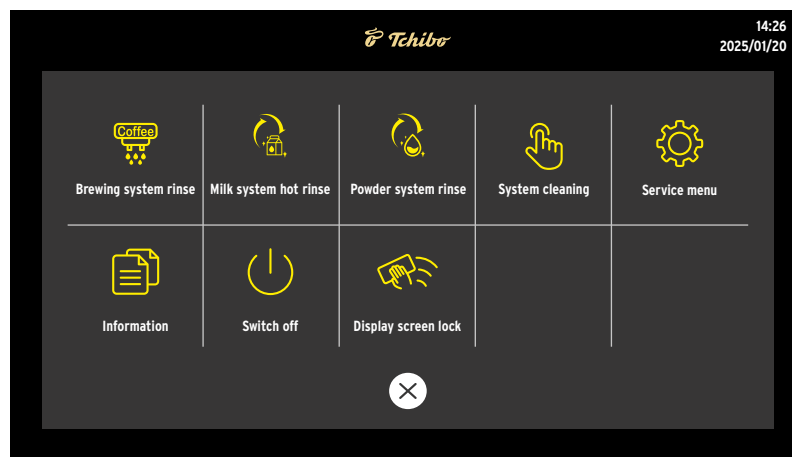 Tchibo
14:26
2025/01/20
Coffee
Brewing system rinse
Milk system hot rinse
Powder system rinse
System cleaning
Service menu
Information
Switch off
Display screen lock